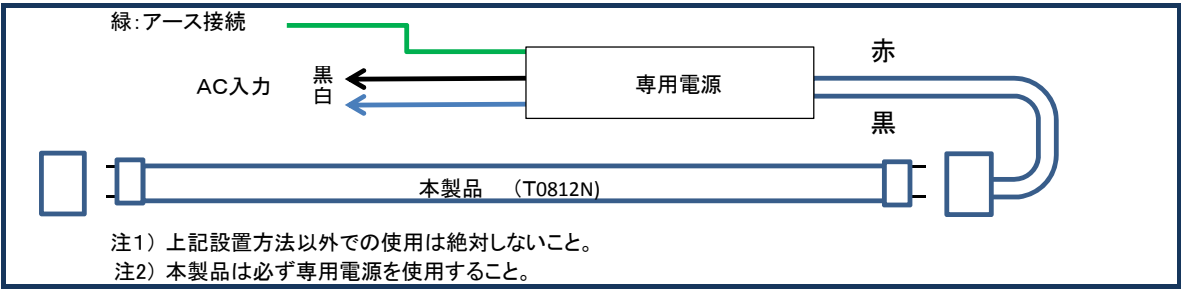 緑:アース接続
赤
AC入力
黒
白
専用電源
黒
本製品 (T0812N)
注1) 上記設置方法以外での使用は絶対しないこと。
注2) 本製品は必ず専用電源を使用すること。